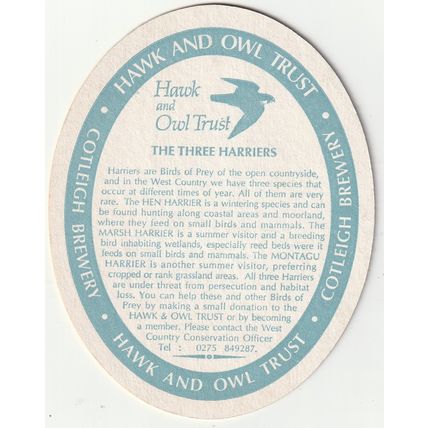 HAWK AND OWL TRUST
COTLEIGH BREWERY
Hawk
and
Owl Trust
THE THREE HARRIERS
Harriers are Birds of Prey of the open countryside,
and in the West Country we have three species that
occur at different times of year. All of them are very
rare. The HEN HARRIER is a wintering species and can
be found hunting along coastal areas and moorland,
where they feed on small birds and mammals. The
MARSH HARRIER is a summer visitor and a breeding
bird inhabiting wetlands, especially reed beds were it
feeds on small birds and mammals. The MONTAGU
HARRIER is another summer visitor, preferring
cropped or rank grassland areas. All three Harriers
are under threat from persecution and habitat
loss. You can help these and other Birds of
Prey by making a small donation to the
HAWK & OWL TRUST or by becoming
a member. Please contact the West
Country Conservation Officer
Tel : 0275 849287.
COTLEIGH BREWERY
HAWK AND OWL TRUST